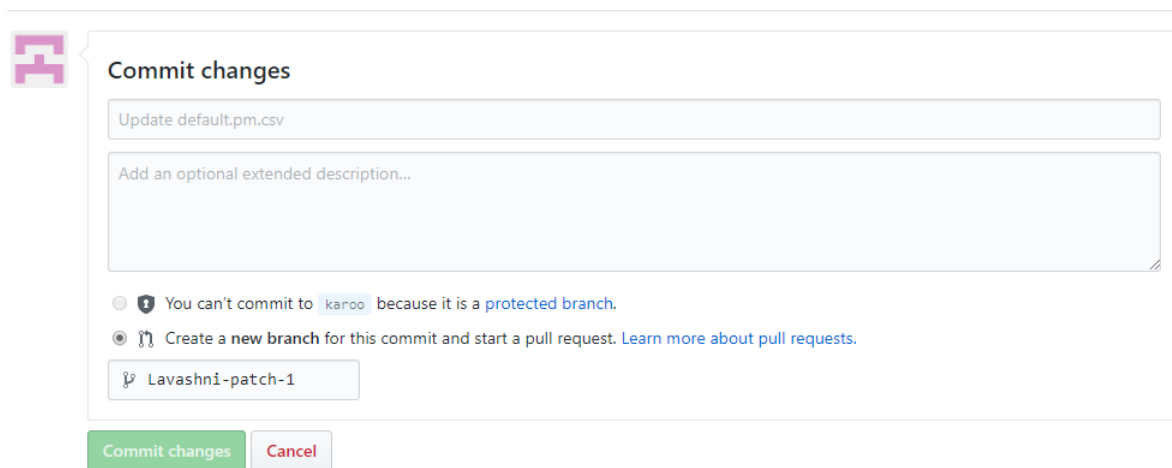 Commit changes
Update default.pm.csv
Add an optional extended description...
You can't commit to karoo because it is a protected branch.
Create a new branch for this commit and start a pull request. Learn more about pull requests.
Lavashni-patch-1
Commit changes Cancel